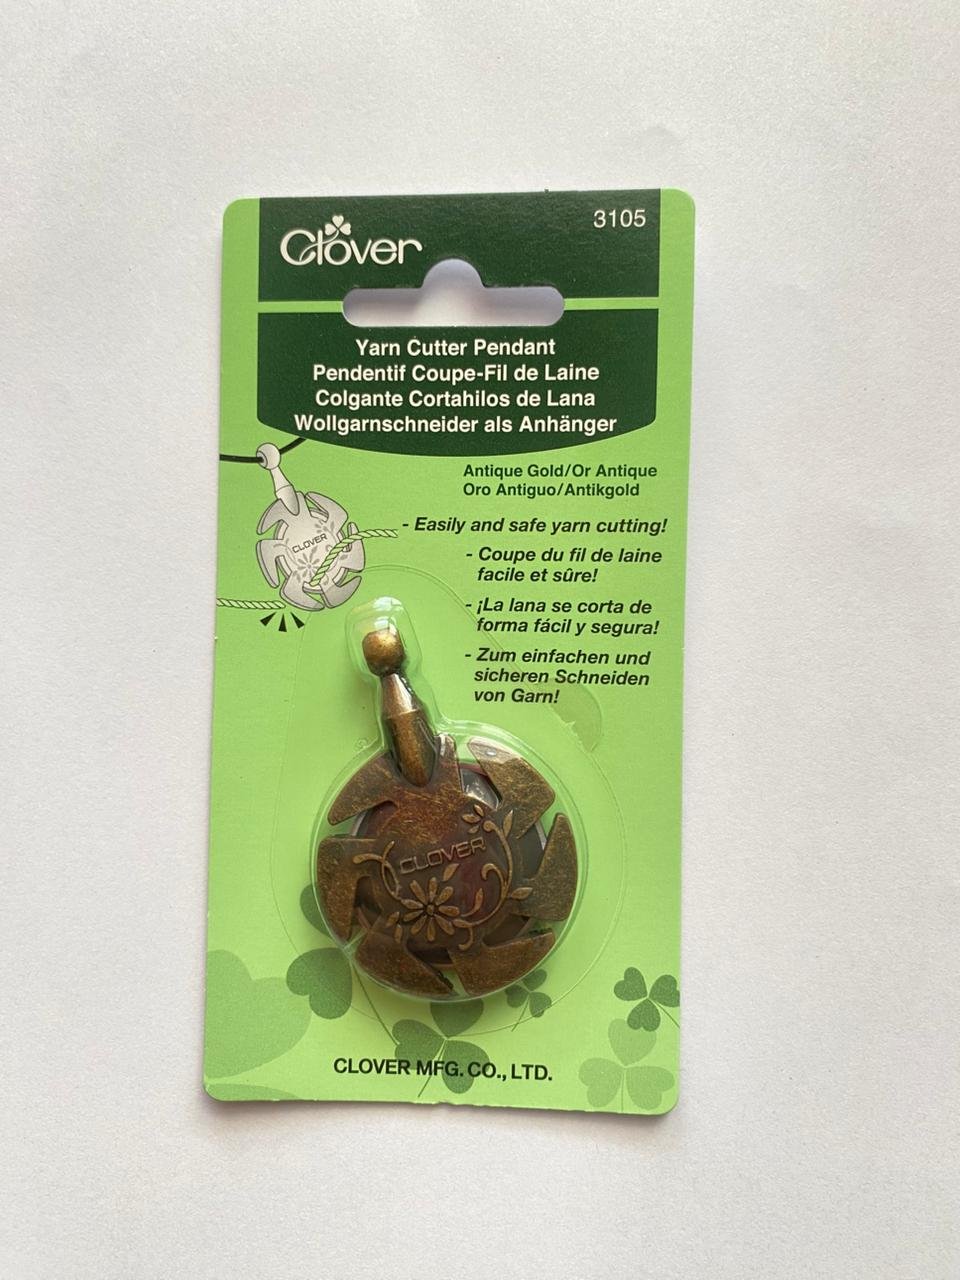 Clover
3105
Yarn Cutter Pendant
Pendentif Coupe-Fil de Laine
Colgante Cortahilos de Lana
Wollgarnschneider als Anhänger
Antique Gold/Or Antique
Oro Antiguo/Antikgold
- Easily and safe yarn cutting!
- Coupe du fil de laine
facile et sûre!
- ¡La lana se corta de
forma fácil y segura!
- Zum einfachen und
sicheren Schneiden
von Garn!
CLOVER
CLOVER
CLOVER MFG. CO., LTD.